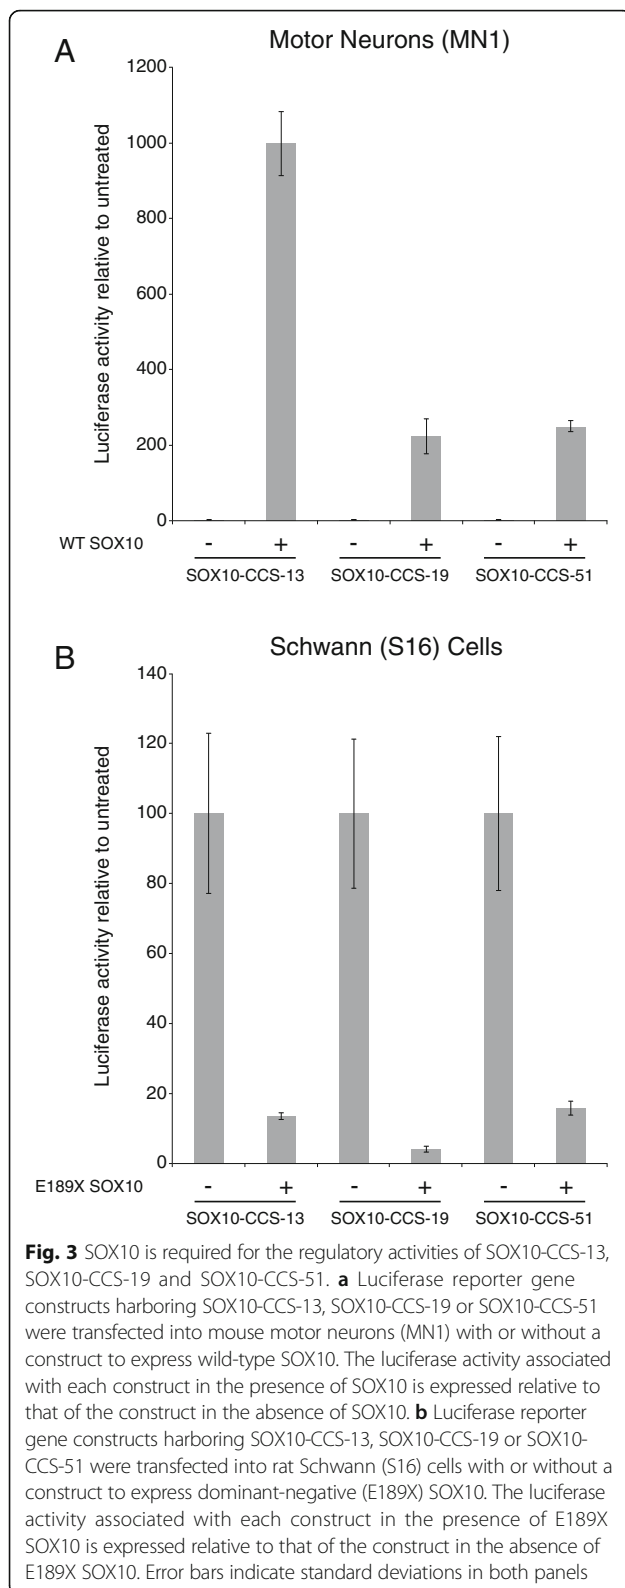 A
Motor Neurons (MN1)
Luciferase activity relative to untreated
1200
1000
800
600
400
200
0
WT SOX10 - + - + - +
SOX10-CCS-13 SOX10-CCS-19 SOX10-CCS-51
B
Schwann (S16) Cells
Luciferase activity relative to untreated
140
120
100
80
60
40
20
0
E189X SOX10 - + - + - +
SOX10-CCS-13 SOX10-CCS-19 SOX10-CCS-51
Fig. 3 SOX10 is required for the regulatory activities of SOX10-CCS-13,
SOX10-CCS-19 and SOX10-CCS-51. a Luciferase reporter gene
constructs harboring SOX10-CCS-13, SOX10-CCS-19 or SOX10-CCS-51
were transfected into mouse motor neurons (MN1) with or without a
construct to express wild-type SOX10. The luciferase activity associated
with each construct in the presence of SOX10 is expressed relative to
that of the construct in the absence of SOX10. b Luciferase reporter
gene constructs harboring SOX10-CCS-13, SOX10-CCS-19 or SOX10-
CCS-51 were transfected into rat Schwann (S16) cells with or without a
construct to express dominant-negative (E189X) SOX10. The luciferase
activity associated with each construct in the presence of E189X
SOX10 is expressed relative to that of the construct in the absence of
E189X SOX10. Error bars indicate standard deviations in both panels